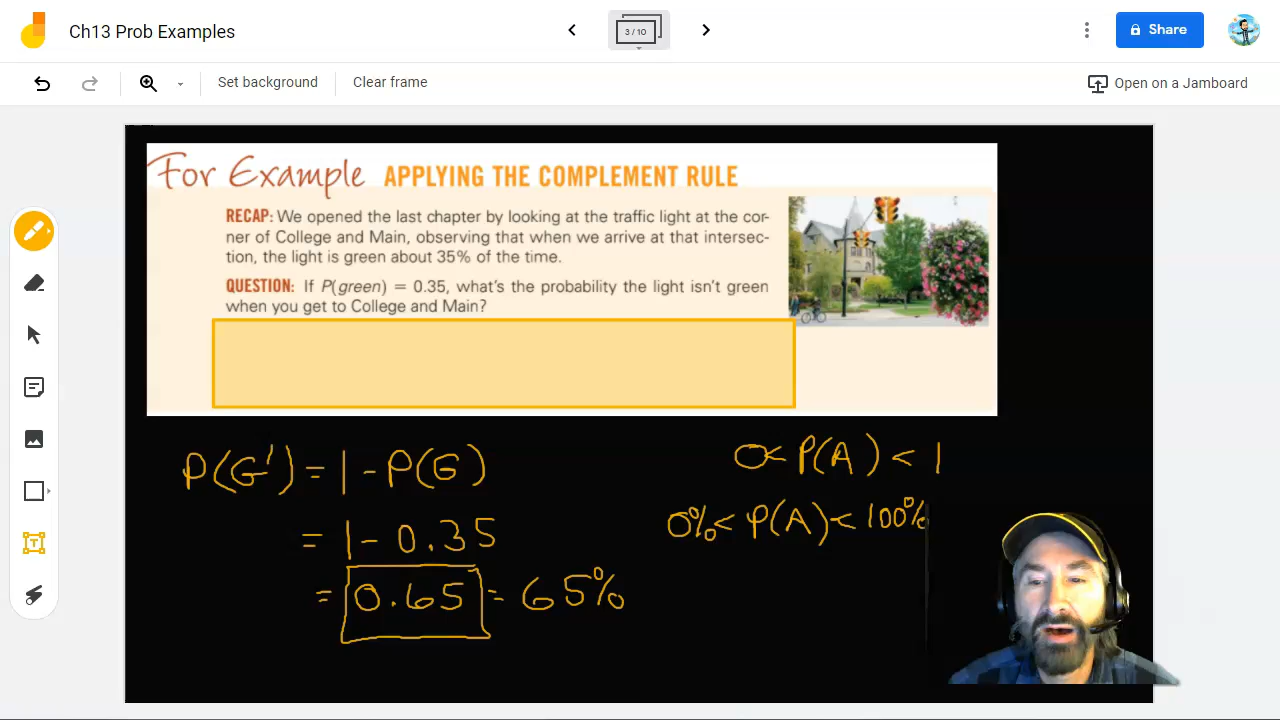 Ch13 Prob Examples
3 / 10
Share
Set background
Clear frame
Open on a Jamboard
For Example APPLYING THE COMPLEMENT RULE
RECAP: We opened the last chapter by looking at the traffic light at the cor-
ner of College and Main, observing that when we arrive at that intersec-
tion, the light is green about 35% of the time.
QUESTION: If P(green) = 0.35, what's the probability the light isn't green
when you get to College and Main?
P(G') = 1 - P(G)
= 1 - 0.35
= 0.65 = 65%
0 < P(A) < 1
0% < P(A) < 100%